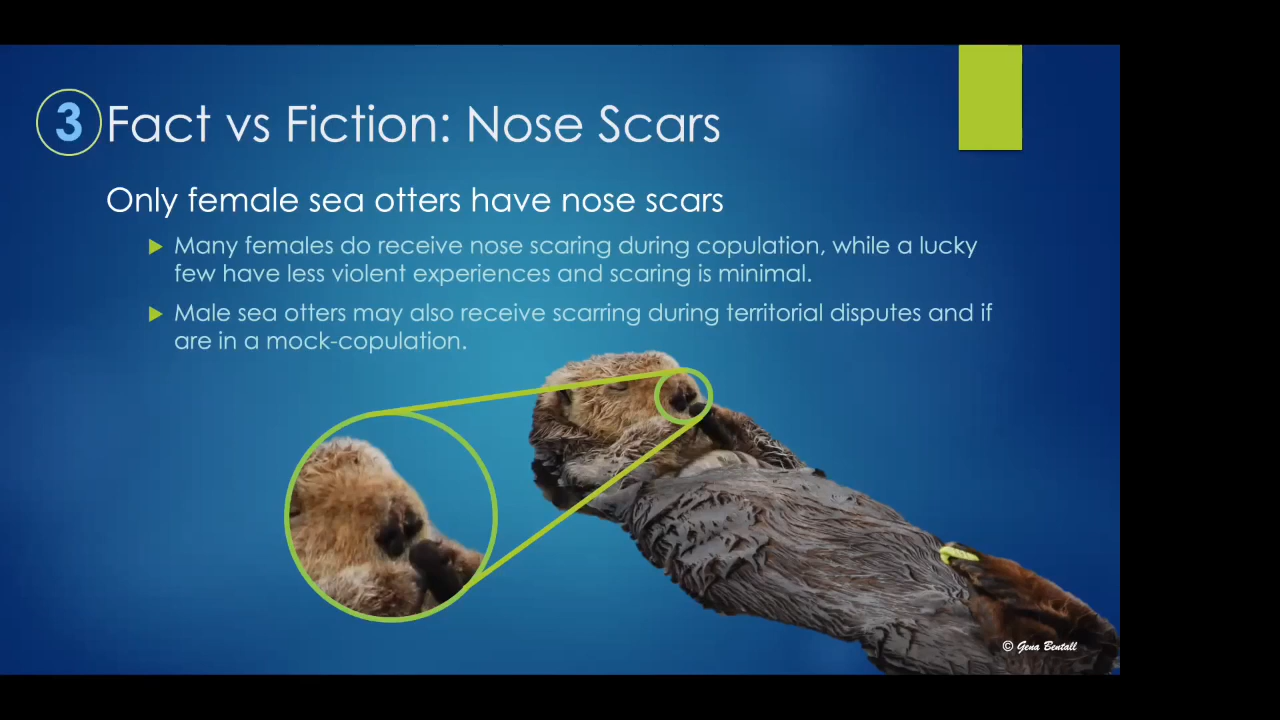 3 Fact vs Fiction: Nose Scars
Only female sea otters have nose scars
Many females do receive nose scaring during copulation, while a lucky
few have less violent experiences and scaring is minimal.
Male sea otters may also receive scarring during territorial disputes and if
are in a mock-copulation.
© Gena Bentall